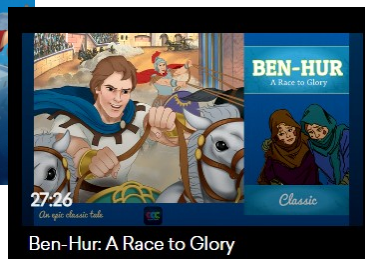 BEN-HUR
A Race to Glory
Classic
27:26
An epic classic tale
Ben-Hur: A Race to Glory